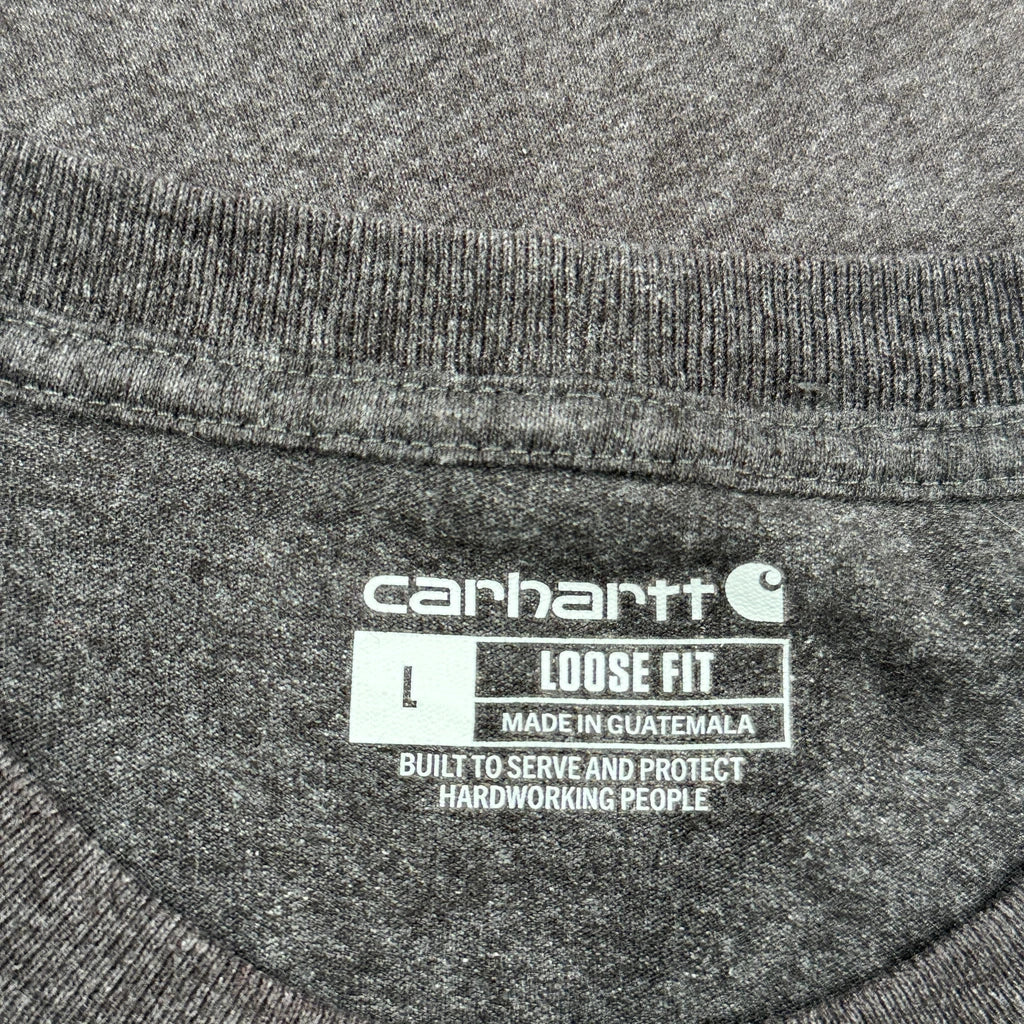 carhartt
L
LOOSE FIT
MADE IN GUATEMALA
BUILT TO SERVE AND PROTECT
HARDWORKING PEOPLE